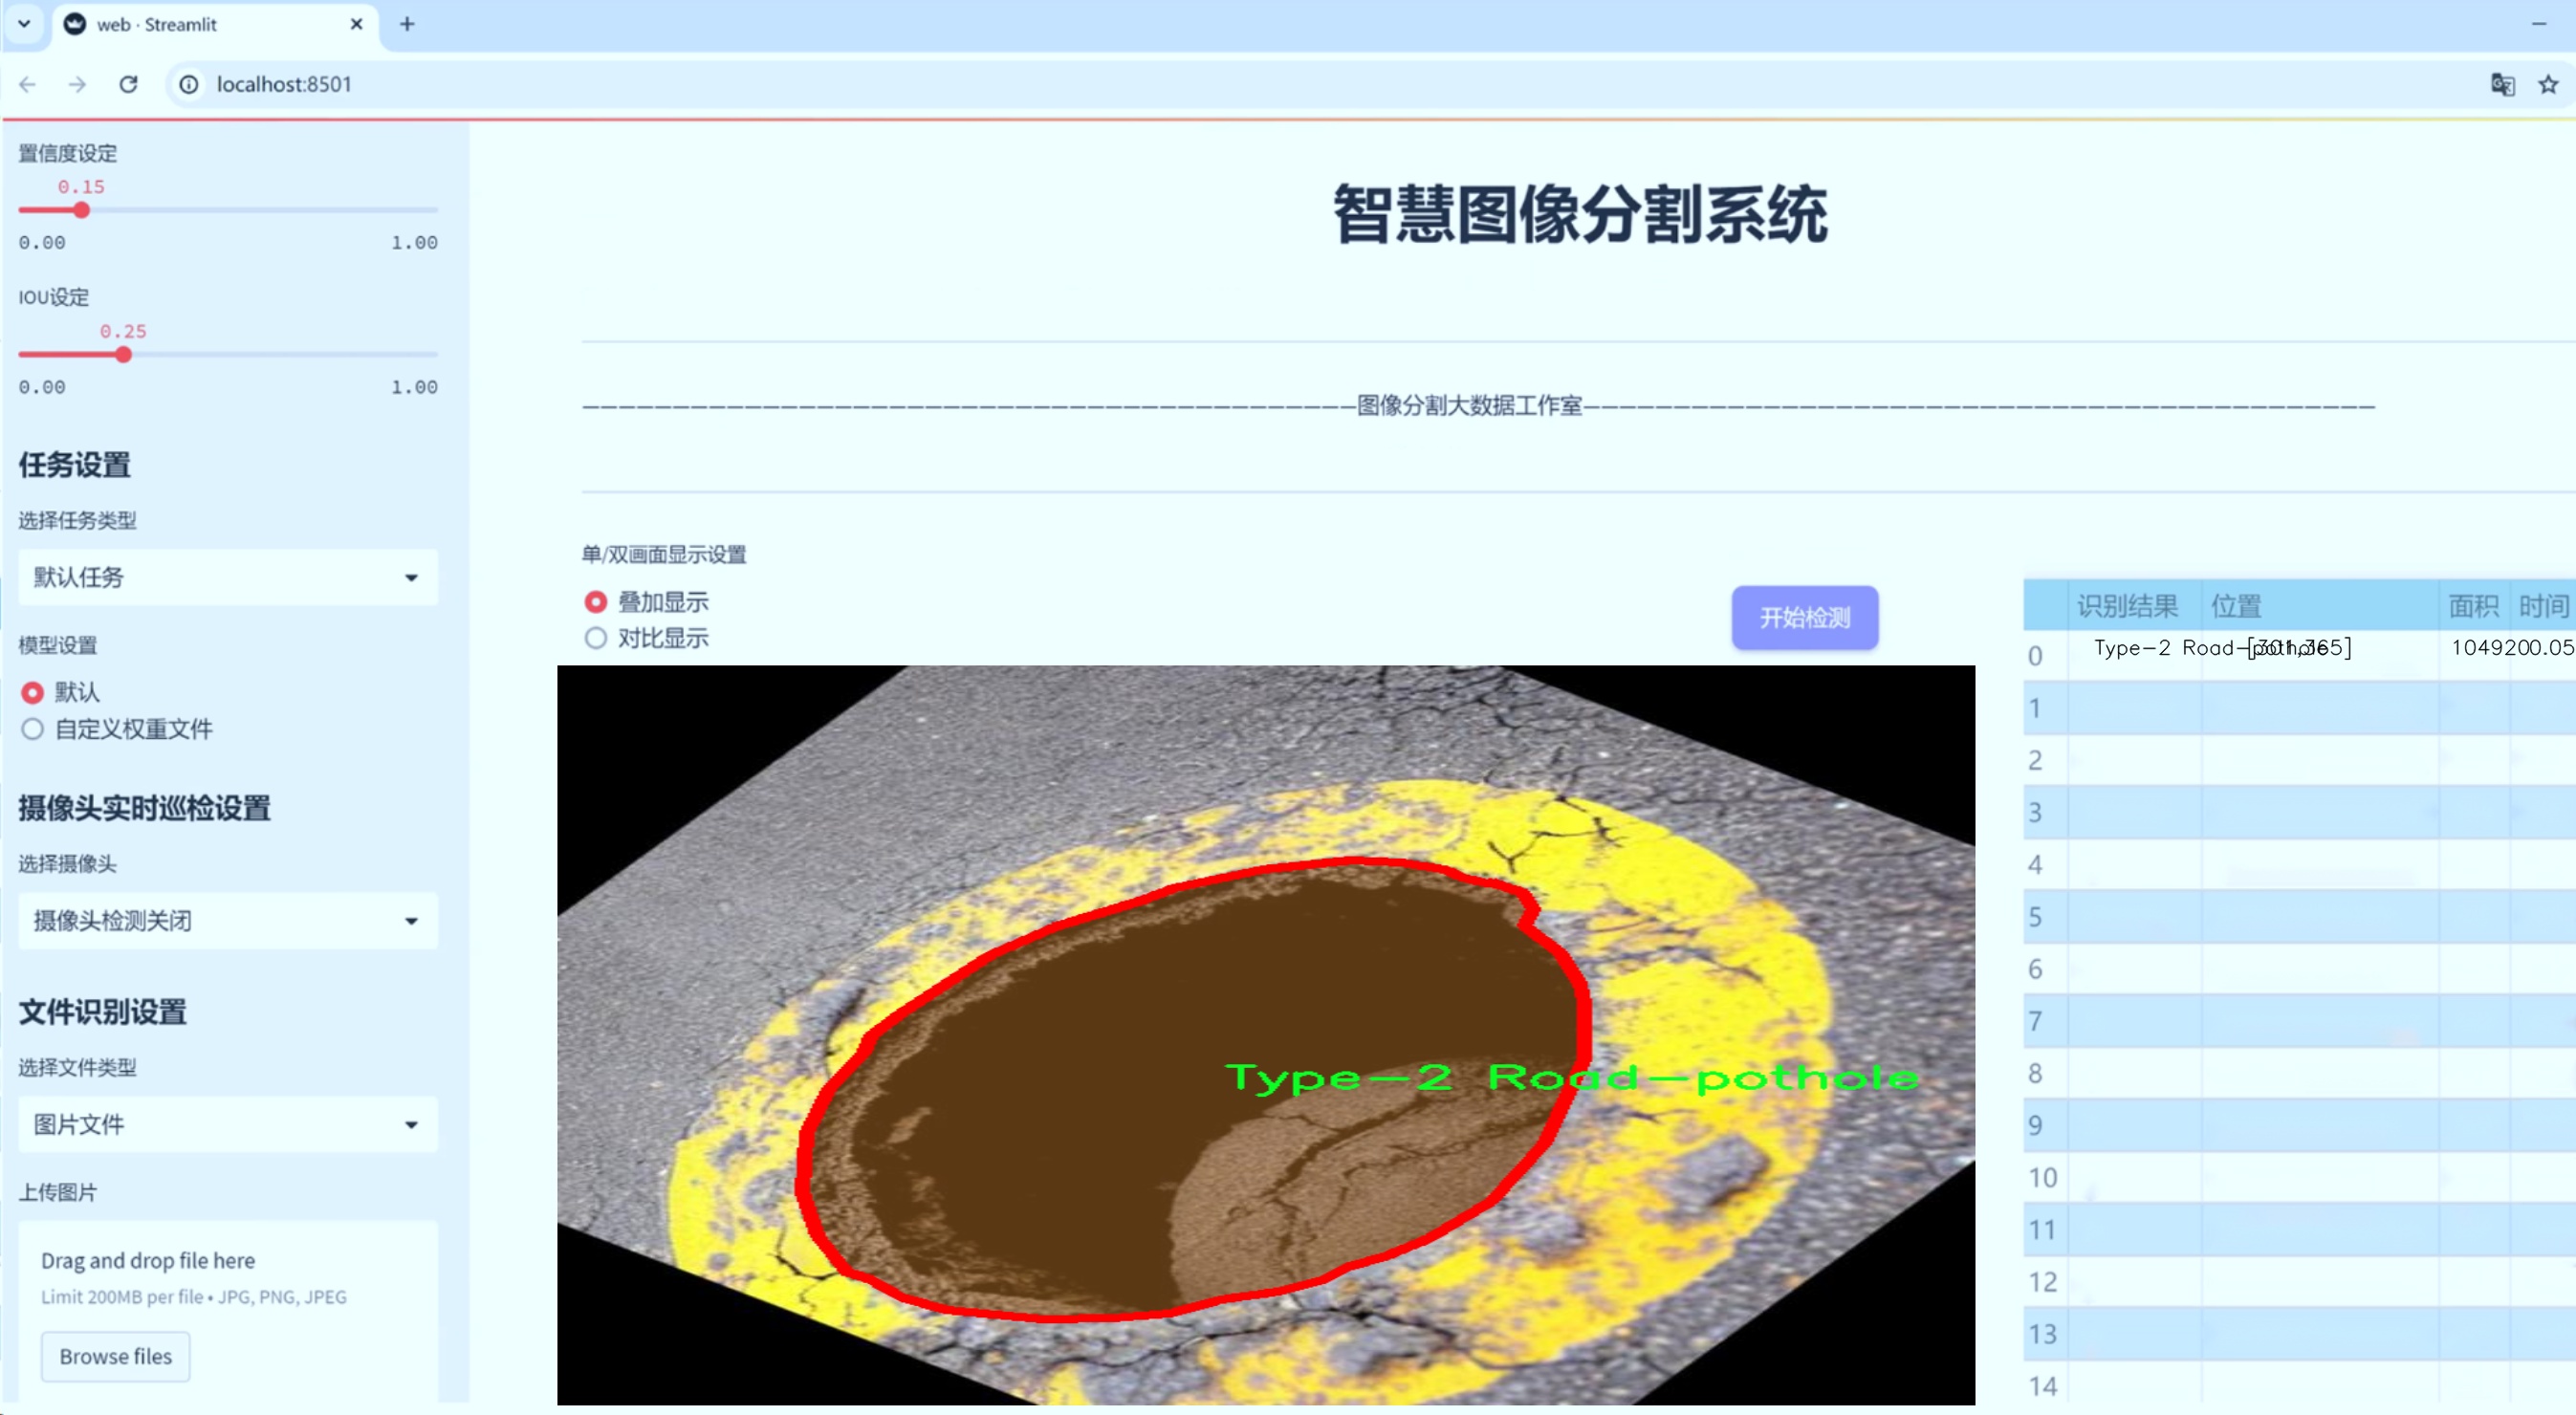 web · Streamlit
localhost:8501
置信度设定
0.15
0.00 1.00
IOU设定
0.25
0.00 1.00
任务设置
选择任务类型
默认任务
模型设置
默认
自定义权重文件
摄像头实时巡检设置
选择摄像头
摄像头检测关闭
文件识别设置
选择文件类型
图片文件
上传图片
Drag and drop file here
Limit 200MB per file • JPG, PNG, JPEG
Browse files
智慧图像分割系统
图像分割大数据工作室
单/双画面显示设置
叠加显示
对比显示
开始检测
Type-2 Road-pothole
识别结果 位置 面积 时间
0 Type-2 Road-pothole [301,365] 1049200.05
1
2
3
4
5
6
7
8
9
10
11
12
13
14